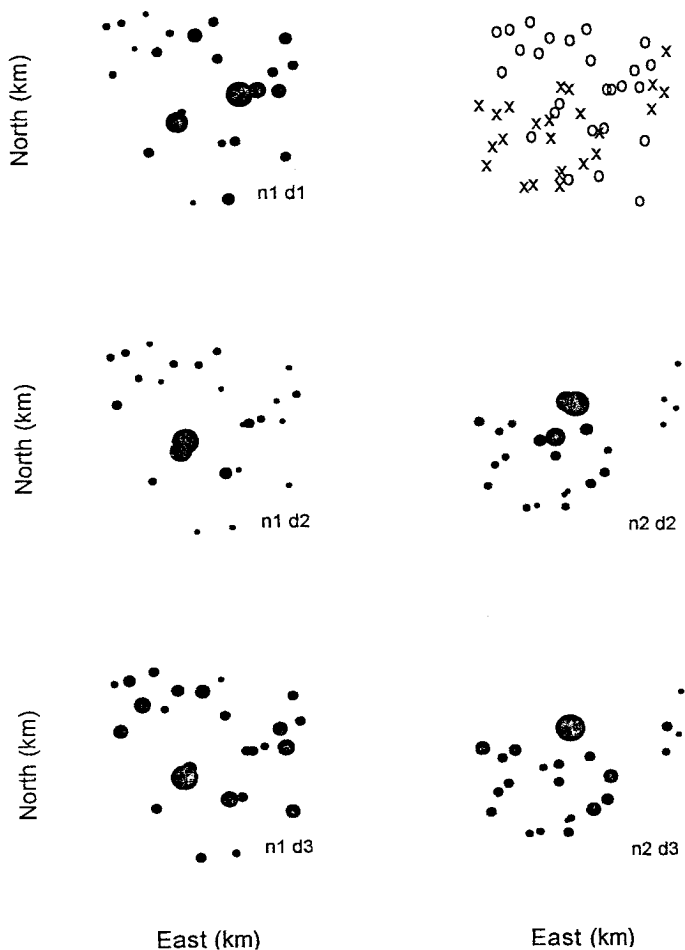 North (km)
n1 d1
North (km)
n1 d2
n2 d2
North (km)
n1 d3
n2 d3
East (km)
East (km)